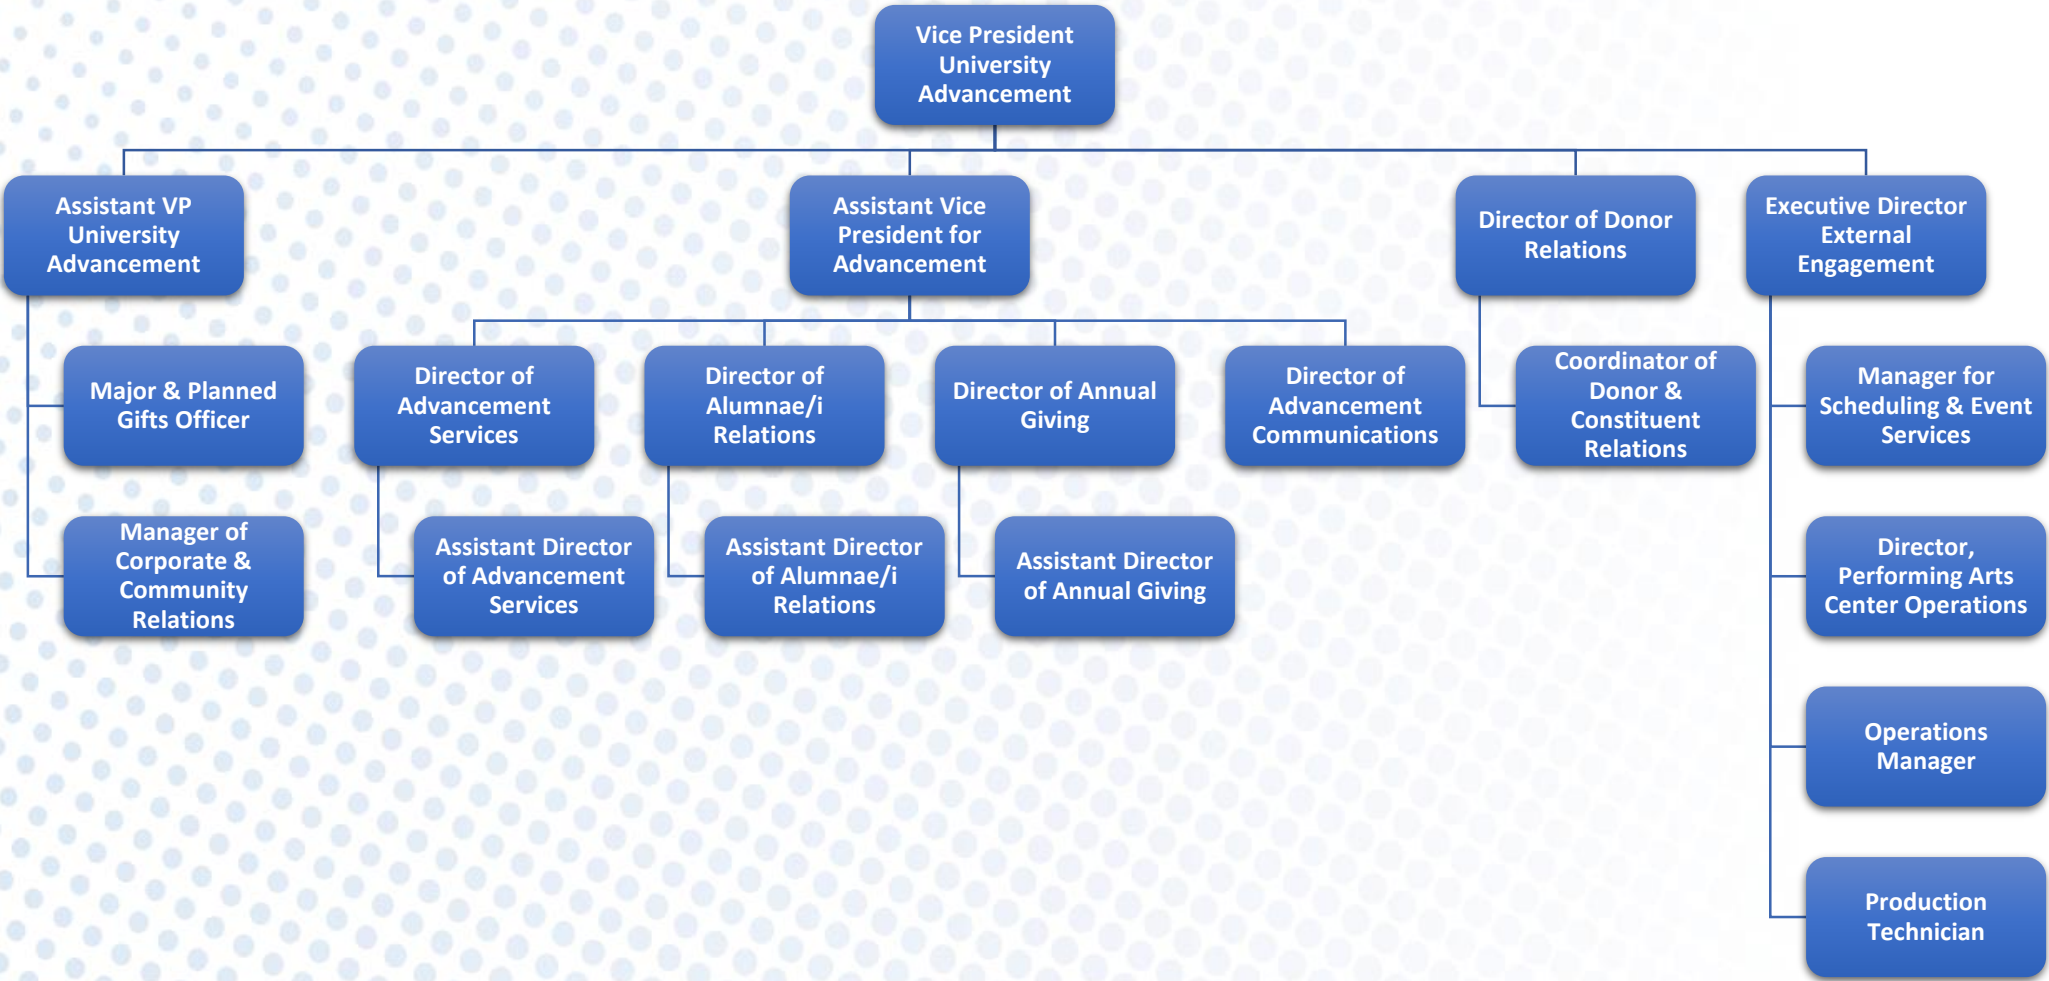 Vice President
University
Advancement
Assistant VP
University
Advancement
Assistant Vice
President for
Advancement
Director of Donor
Relations
Executive Director
External
Engagement
Major & Planned
Gifts Officer
Director of
Advancement
Services
Director of
Alumnae/i
Relations
Director of Annual
Giving
Director of
Advancement
Communications
Coordinator of
Donor &
Constituent
Relations
Manager for
Scheduling & Event
Services
Manager of
Corporate &
Community
Relations
Assistant Director
of Advancement
Services
Assistant Director
of Alumnae/i
Relations
Assistant Director
of Annual Giving
Director,
Performing Arts
Center Operations
Operations
Manager
Production
Technician